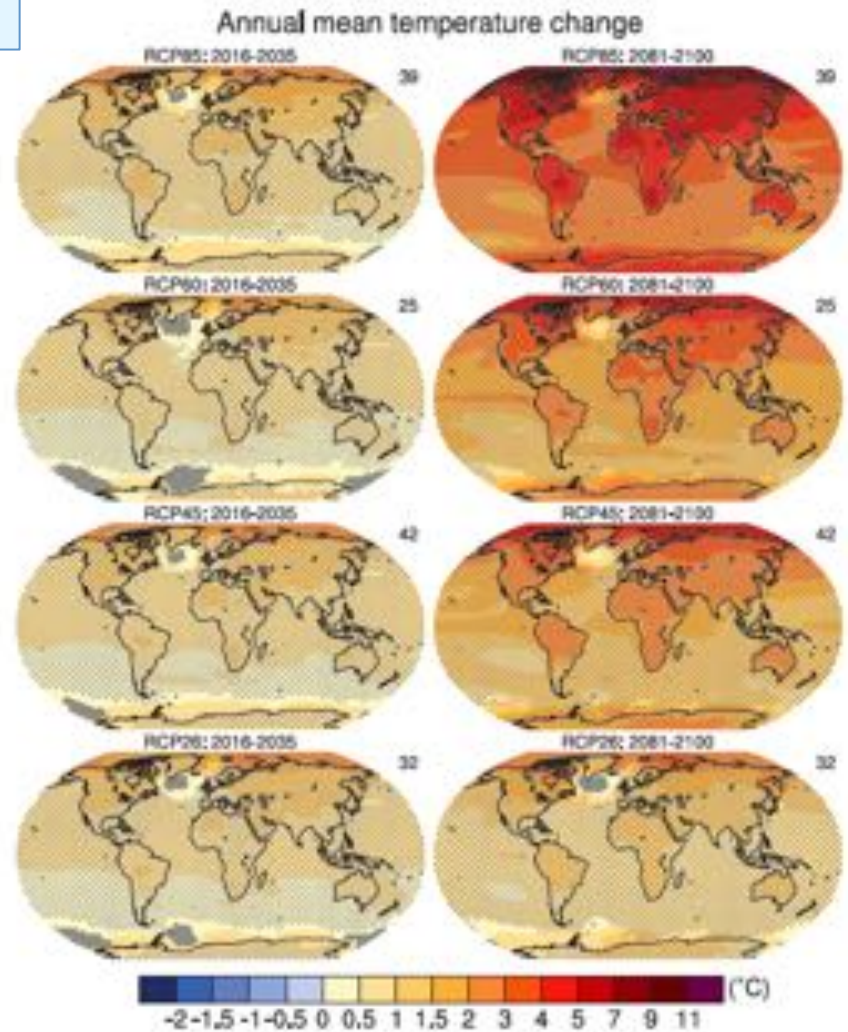 Annual mean temperature change
RCP85: 2016-2035
39
RCP85: 2081-2100
39
RCP60: 2016-2035
25
RCP60: 2081-2100
25
RCP45: 2016-2035
42
RCP45: 2081-2100
42
RCP26: 2016-2035
32
RCP26: 2081-2100
32
(°C)
-2 -1.5 -1 -0.5 0 0.5 1 1.5 2 3 4 5 7 9 11